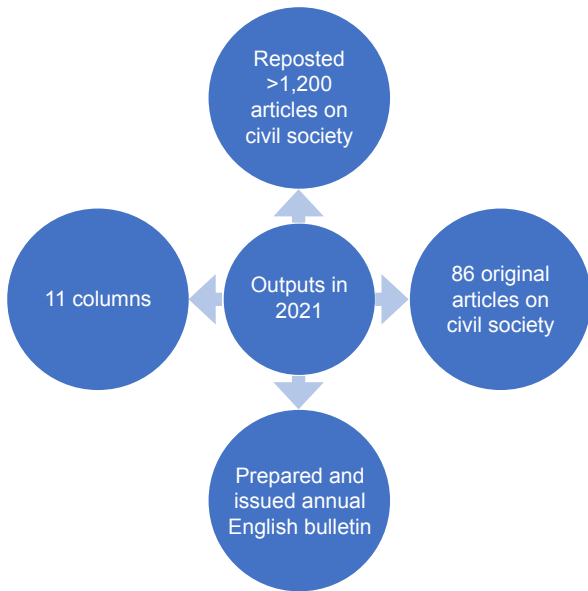 Reposted
>1,200
articles on
civil society
11 columns
Outputs in
2021
86 original
articles on
civil society
Prepared and
issued annual
English bulletin